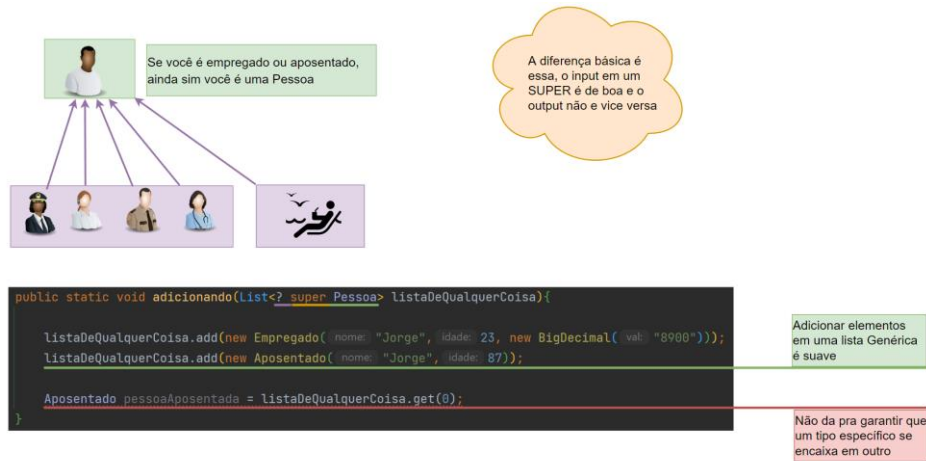 Se você é empregado ou aposentado,
ainda sim você é uma Pessoa
A diferença básica é
essa, o input em um
SUPER é de boa e o
output não e vice versa
public static void adicionando(List<? super Pessoa> listaDeQualquerCoisa){
listaDeQualquerCoisa.add(new Empregado( nome: "Jorge", idade: 23, new BigDecimal( val: "8900")));
listaDeQualquerCoisa.add(new Aposentado( nome: "Jorge", idade: 87));
Aposentado pessoaAposentada = listaDeQualquerCoisa.get(0);
}
Adicionar elementos
em uma lista Genérica
é suave
Não da pra garantir que
um tipo específico se
encaixa em outro